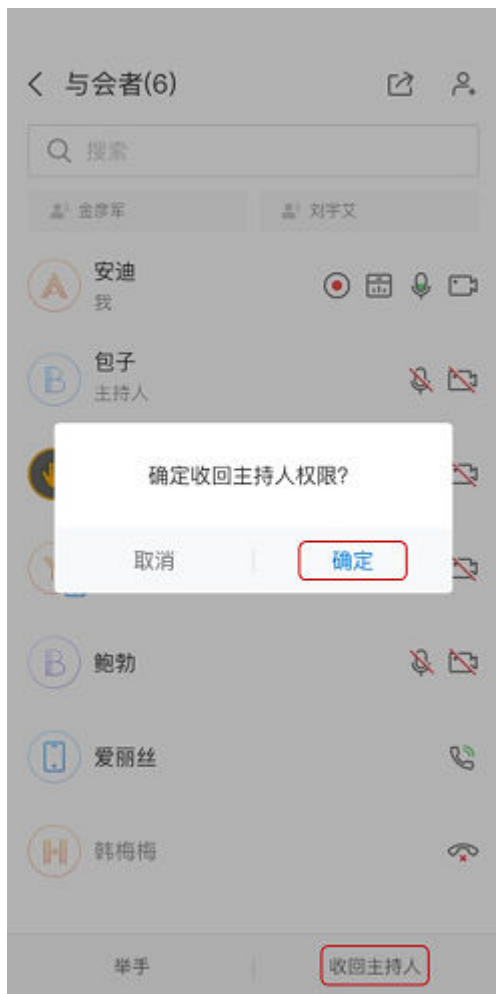 与会者(6)
搜索
金彦军 刘宇艾
A 安迪
我
B 包子
主持人
确定收回主持人权限?
取消 确定
B 鲍勃
爱丽丝
H 韩梅梅
举手 收回主持人